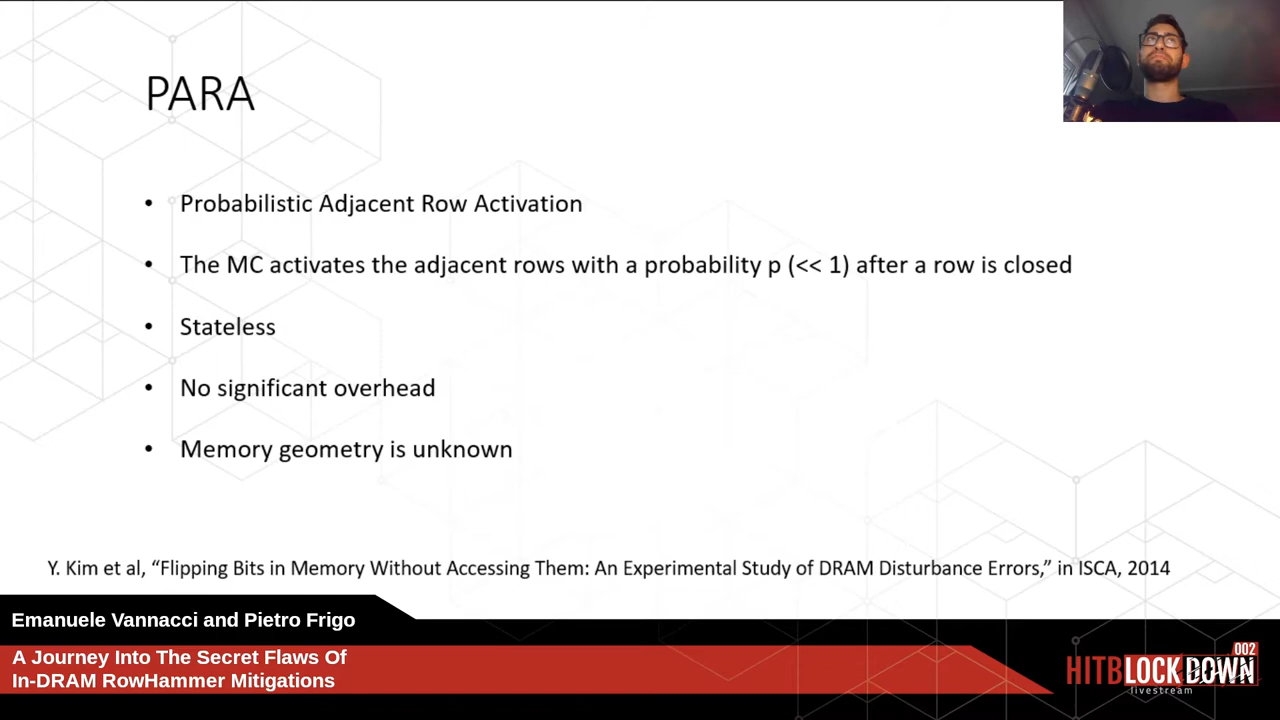 PARA
• Probabilistic Adjacent Row Activation
• The MC activates the adjacent rows with a probability p (<< 1) after a row is closed
• Stateless
• No significant overhead
• Memory geometry is unknown
Y. Kim et al, “Flipping Bits in Memory Without Accessing Them: An Experimental Study of DRAM Disturbance Errors,” in ISCA, 2014
Emanuele Vannacci and Pietro Frigo
A Journey Into The Secret Flaws Of
In-DRAM RowHammer Mitigations
002
HITBLOCKDOWN
livestream